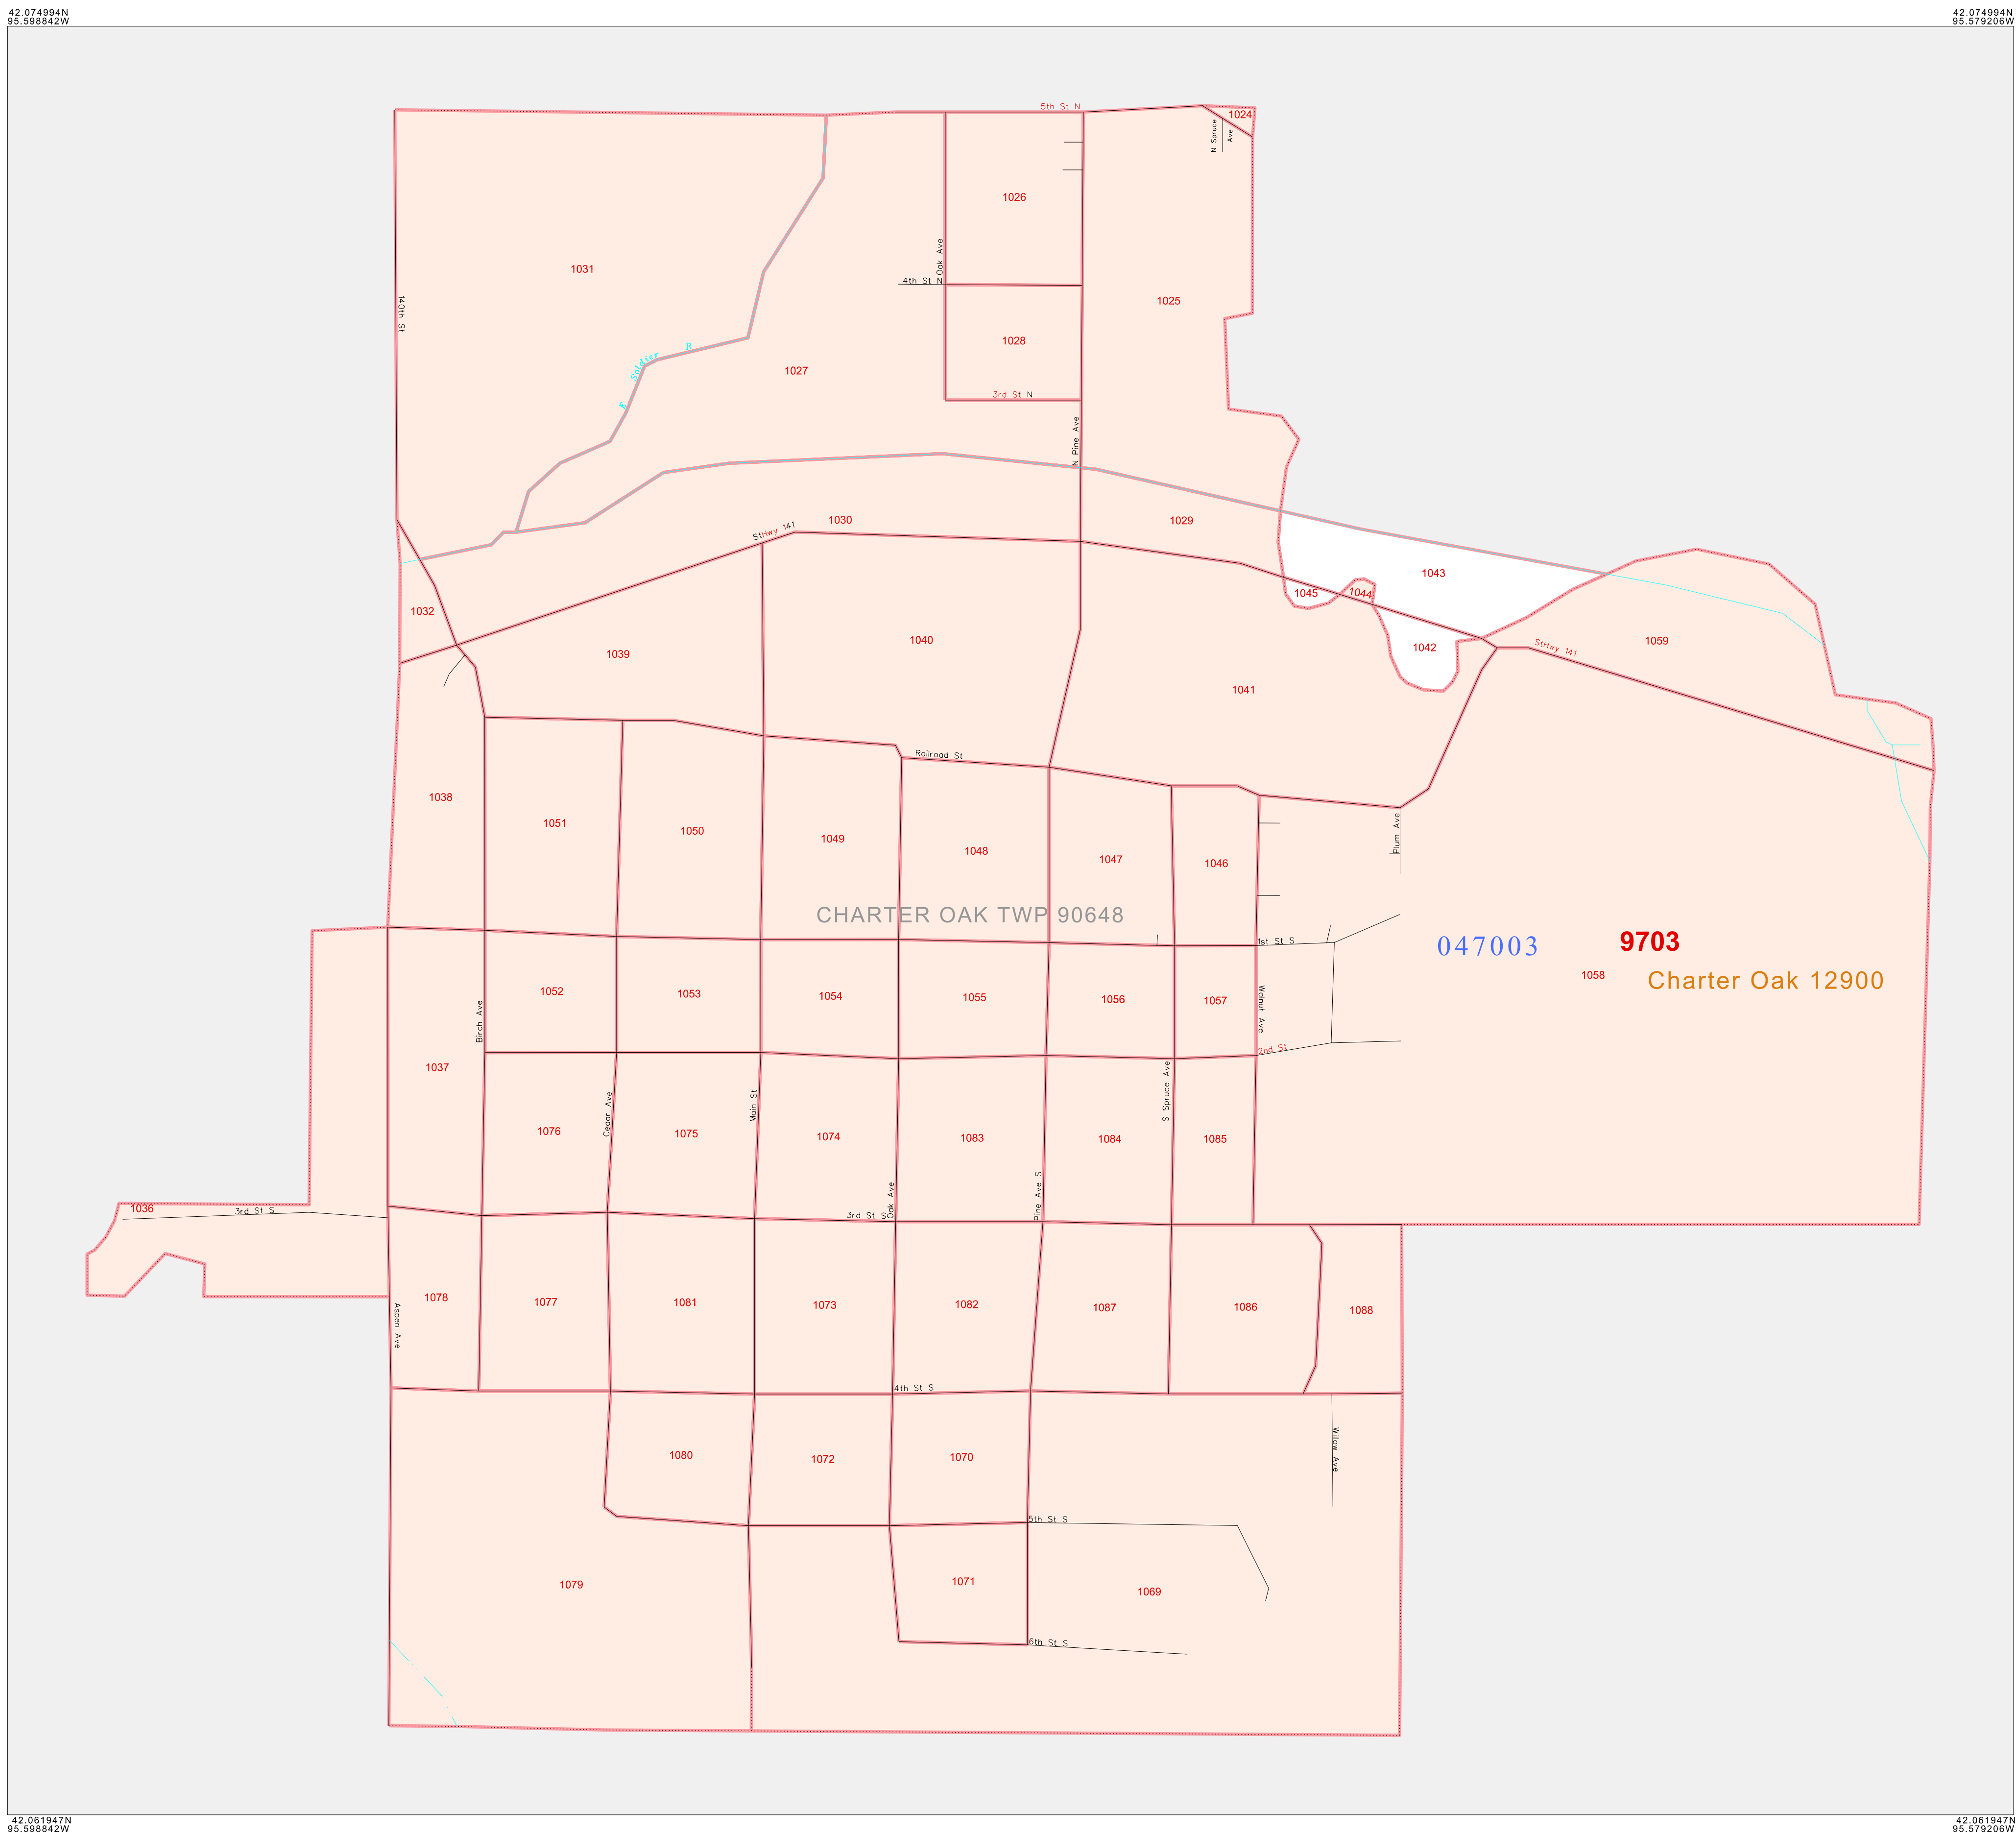 42.074994N
95.598842W
42.074994N
95.579206W
5th St N
1024
N Spruce
Ave
1026
Oak Ave
4th St N
1031
1025
140th St
1028
E Soldier R
1027
3rd St N
N Pine Ave
1030
1029
StHwy 141
1043
1045
1044
1032
1040
1039
1042
StHwy 141
1059
1041
Railroad St
1038
1051
1050
1049
1048
1047
1046
Plum Ave
CHARTER OAK TWP 90648
1st St S
047003
9703
1058
Charter Oak 12900
1052
1053
1054
1055
1056
1057
Walnut Ave
Birch Ave
2nd St
1037
Cedar Ave
Main St
S Spruce Ave
1076
1075
1074
1083
1084
1085
Oak Ave
Pine Ave S
1036
3rd St S
3rd St S
1078
1077
1081
1073
1082
1087
1086
1088
Aspen Ave
4th St S
1080
1072
1070
Willow Ave
5th St S
1079
1071
1069
6th St S
42.061947N
95.598842W
42.061947N
95.579206W